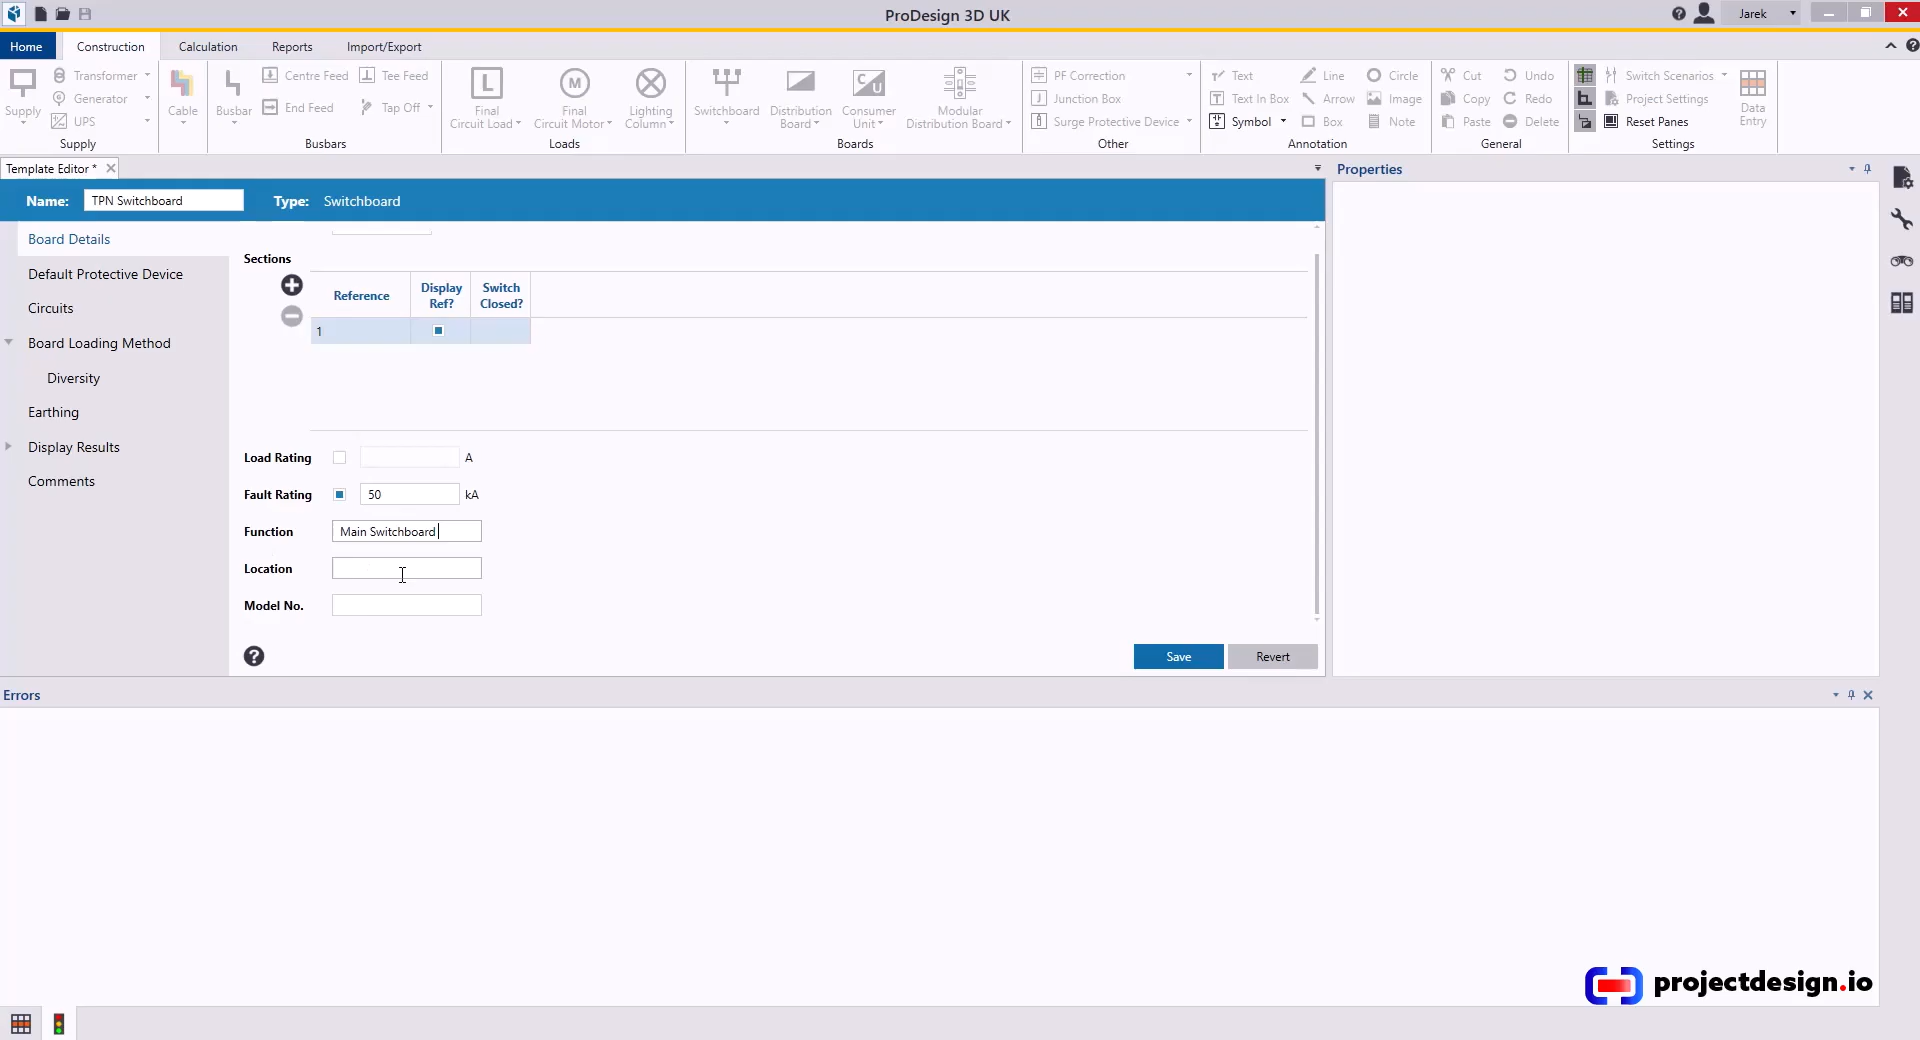 ProDesign 3D UK
Jarek
Home Construction Calculation Reports Import/Export
Supply
Transformer
Generator
UPS
Supply
Cable
Busbar
Centre Feed
Tee Feed
End Feed
Tap Off
Busbars
Final
Circuit Load
Final
Circuit Motor
Lighting
Column
Loads
Switchboard
Distribution
Board
Consumer
Unit
Modular
Distribution Board
Boards
PF Correction
Junction Box
Surge Protective Device
Other
Text
Line
Circle
Text In Box
Arrow
Image
Symbol
Box
Note
Annotation
Cut
Undo
Copy
Redo
Paste
Delete
General
Switch Scenarios
Project Settings
Reset Panes
Data
Entry
Settings
Template Editor *
Name: TPN Switchboard Type: Switchboard
Board Details
Default Protective Device
Circuits
Board Loading Method
Diversity
Earthing
Display Results
Comments
Sections
Reference
Display
Ref?
Switch
Closed?
1
Load Rating A
Fault Rating 50 kA
Function Main Switchboard
Location
Model No.
Save Revert
Properties
Errors
projectdesign.io